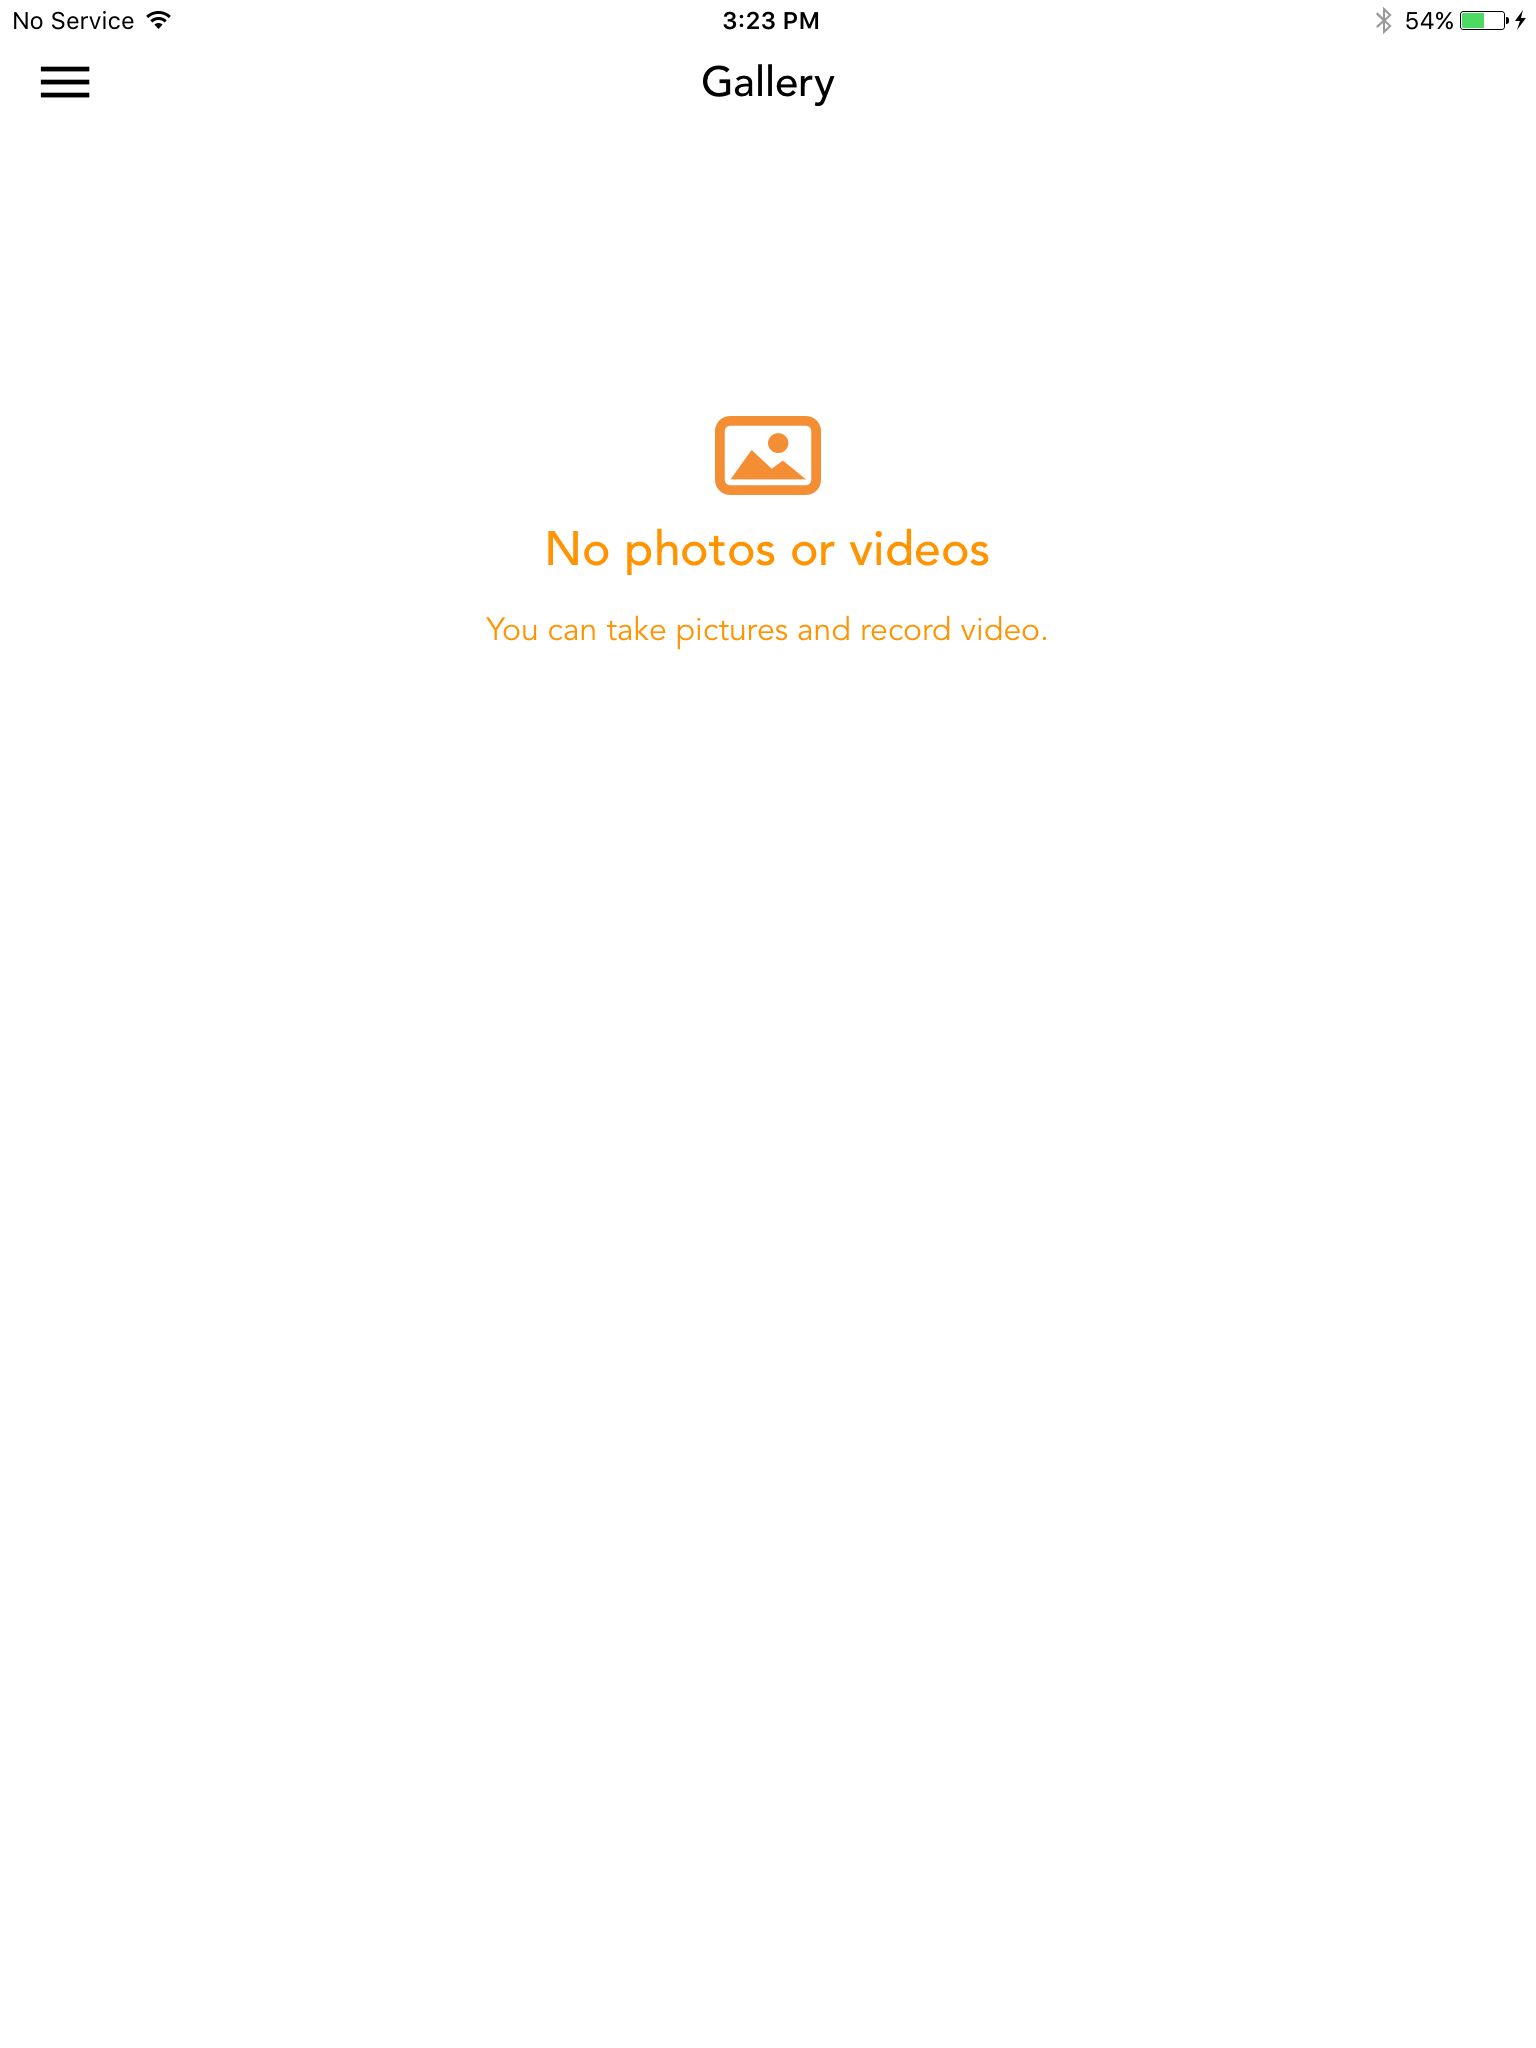 No Service 3:23 PM 54%
Gallery
No photos or videos
You can take pictures and record video.